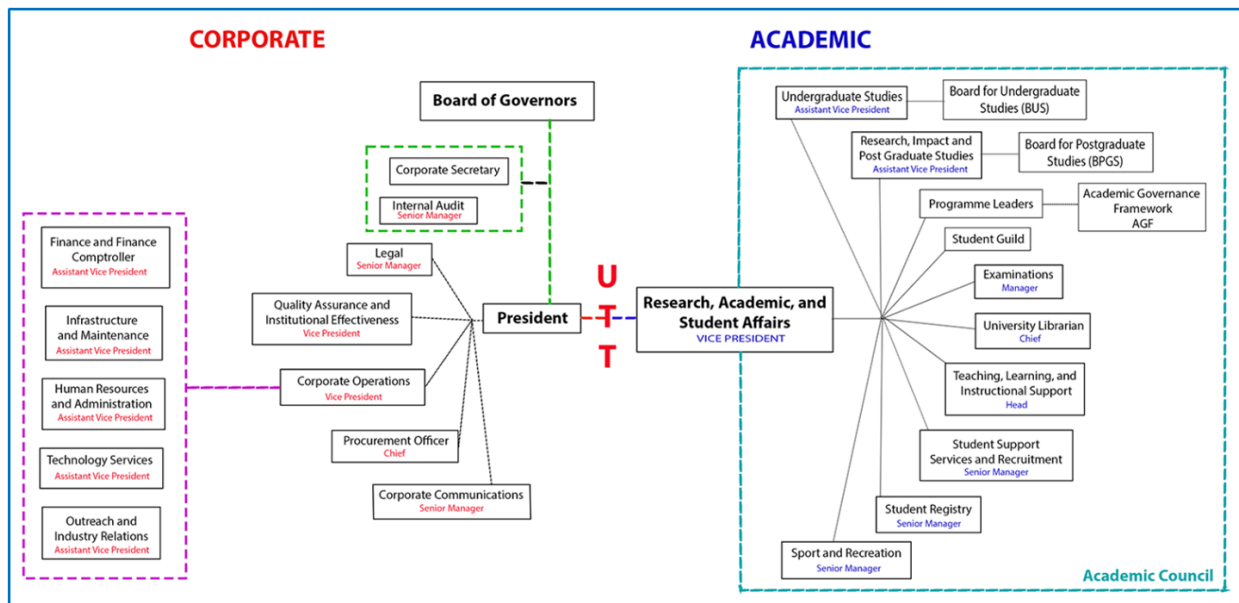 CORPORATE
ACADEMIC
Board of Governors
Corporate Secretary
Internal Audit
Senior Manager
Finance and Finance
Comptroller
Assistant Vice President
Infrastructure
and Maintenance
Assistant Vice President
Human Resources
and Administration
Assistant Vice President
Technology Services
Assistant Vice President
Outreach and
Industry Relations
Assistant Vice President
Legal
Senior Manager
Quality Assurance and
Institutional Effectiveness
Vice President
Corporate Operations
Vice President
Procurement Officer
Chief
Corporate Communications
Senior Manager
President
U
T
T
Research, Academic, and
Student Affairs
VICE PRESIDENT
Undergraduate Studies
Assistant Vice President
Board for Undergraduate
Studies (BUS)
Research, Impact and
Post Graduate Studies
Assistant Vice President
Board for Postgraduate
Studies (BPGS)
Programme Leaders
Academic Governance
Framework
AGF
Student Guild
Examinations
Manager
University Librarian
Chief
Teaching, Learning, and
Instructional Support
Head
Student Support
Services and Recruitment
Senior Manager
Student Registry
Senior Manager
Sport and Recreation
Senior Manager
Academic Council